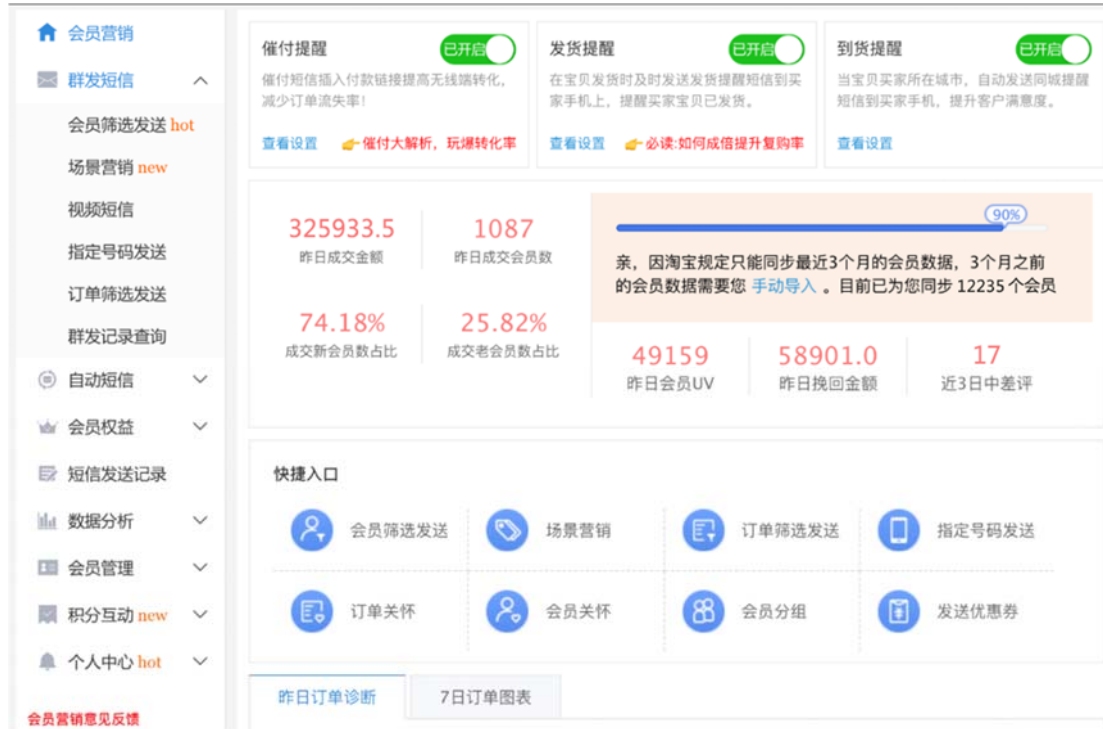 会员营销
群发短信
会员筛选发送 hot
场景营销 new
视频短信
指定号码发送
订单筛选发送
群发记录查询
自动短信
会员权益
短信发送记录
数据分析
会员管理
积分互动 new
个人中心 hot
会员营销意见反馈
催付提醒 已开启
催付短信插入付款链接提高无线端转化，
减少订单流失率！
查看设置 👉催付大解析，玩爆转化率
发货提醒 已开启
在宝贝发货时及时发送发货提醒短信到买
家手机上，提醒买家宝贝已发货。
查看设置 👉必读:如何成倍提升复购率
到货提醒 已开启
当宝贝买家所在城市，自动发送同城提醒
短信到买家手机，提升客户满意度。
查看设置
325933.5
昨日成交金额
1087
昨日成交会员数
74.18%
成交新会员数占比
25.82%
成交老会员数占比
90%
亲，因淘宝规定只能同步最近3个月的会员数据，3个月之前
的会员数据需要您 手动导入 。目前已为您同步 12235 个会员
49159
昨日会员UV
58901.0
昨日挽回金额
17
近3日中差评
快捷入口
会员筛选发送
场景营销
订单筛选发送
指定号码发送
订单关怀
会员关怀
会员分组
发送优惠券
昨日订单诊断
7日订单图表